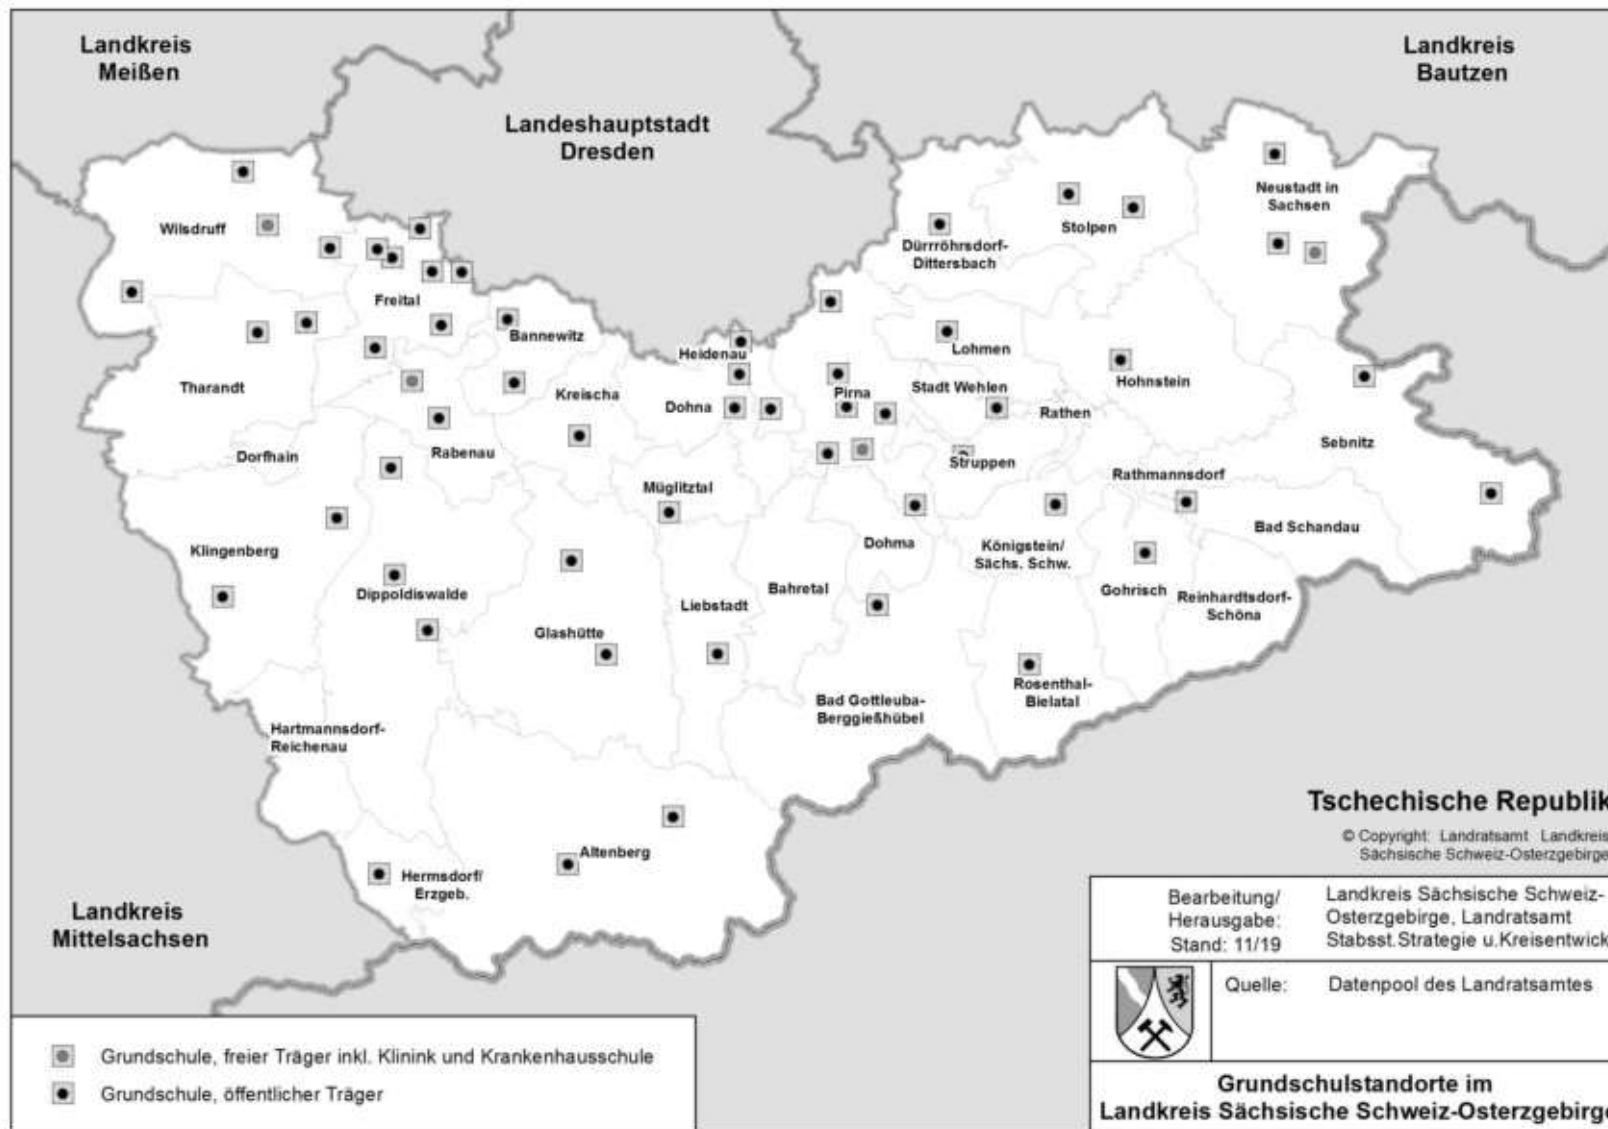 Landkreis
Meißen
Landkreis
Bautzen
Landeshauptstadt
Dresden
Neustadt in
Sachsen
Wilsdruff
Stolpen
Dürrröhrsdorf-
Dittersbach
Freital
Bannewitz
Heidenau
Lohmen
Tharandt
Kreischa
Dohna
Pirna
Stadt Wehlen
Hohnstein
Rathen
Sebnitz
Dorfhain
Rabenau
Struppen
Rathmannsdorf
Müglitztal
Bad Schandau
Klingenberg
Dohma
Königstein/
Sächs. Schw.
Dippoldiswalde
Bahretal
Gohrisch
Reinhardtsdorf-
Schöna
Liebstadt
Glashütte
Rosenthal-
Bielatal
Bad Gottleuba-
Berggießhübel
Hartmannsdorf-
Reichenau
Altenberg
Hermsdorf/
Erzgeb.
Landkreis
Mittelsachsen
Tschechische Republik
© Copyright: Landratsamt Landkreis
Sächsische Schweiz-Osterzgebirge
Bearbeitung/
Herausgabe:
Stand: 11/19
Landkreis Sächsische Schweiz-
Osterzgebirge, Landratsamt
Stabsst.Strategie u.Kreisentwick
Quelle: Datenpool des Landratsamtes
Grundschule, freier Träger inkl. Klinink und Krankenhausschule
Grundschule, öffentlicher Träger
Grundschulstandorte im
Landkreis Sächsische Schweiz-Osterzgebirge